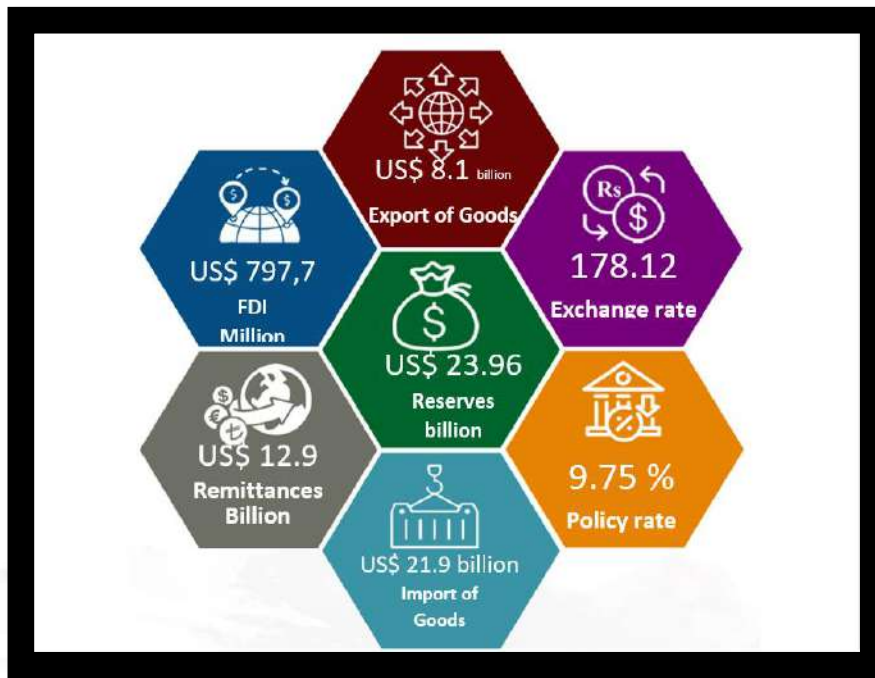 US$ 8.1 billion
Export of Goods
US$ 797,7
FDI
Million
Rs
$
178.12
Exchange rate
$
US$ 23.96
Reserves
billion
$
€
₺
US$ 12.9
Remittances
Billion
%
9.75 %
Policy rate
US$ 21.9 billion
Import of
Goods